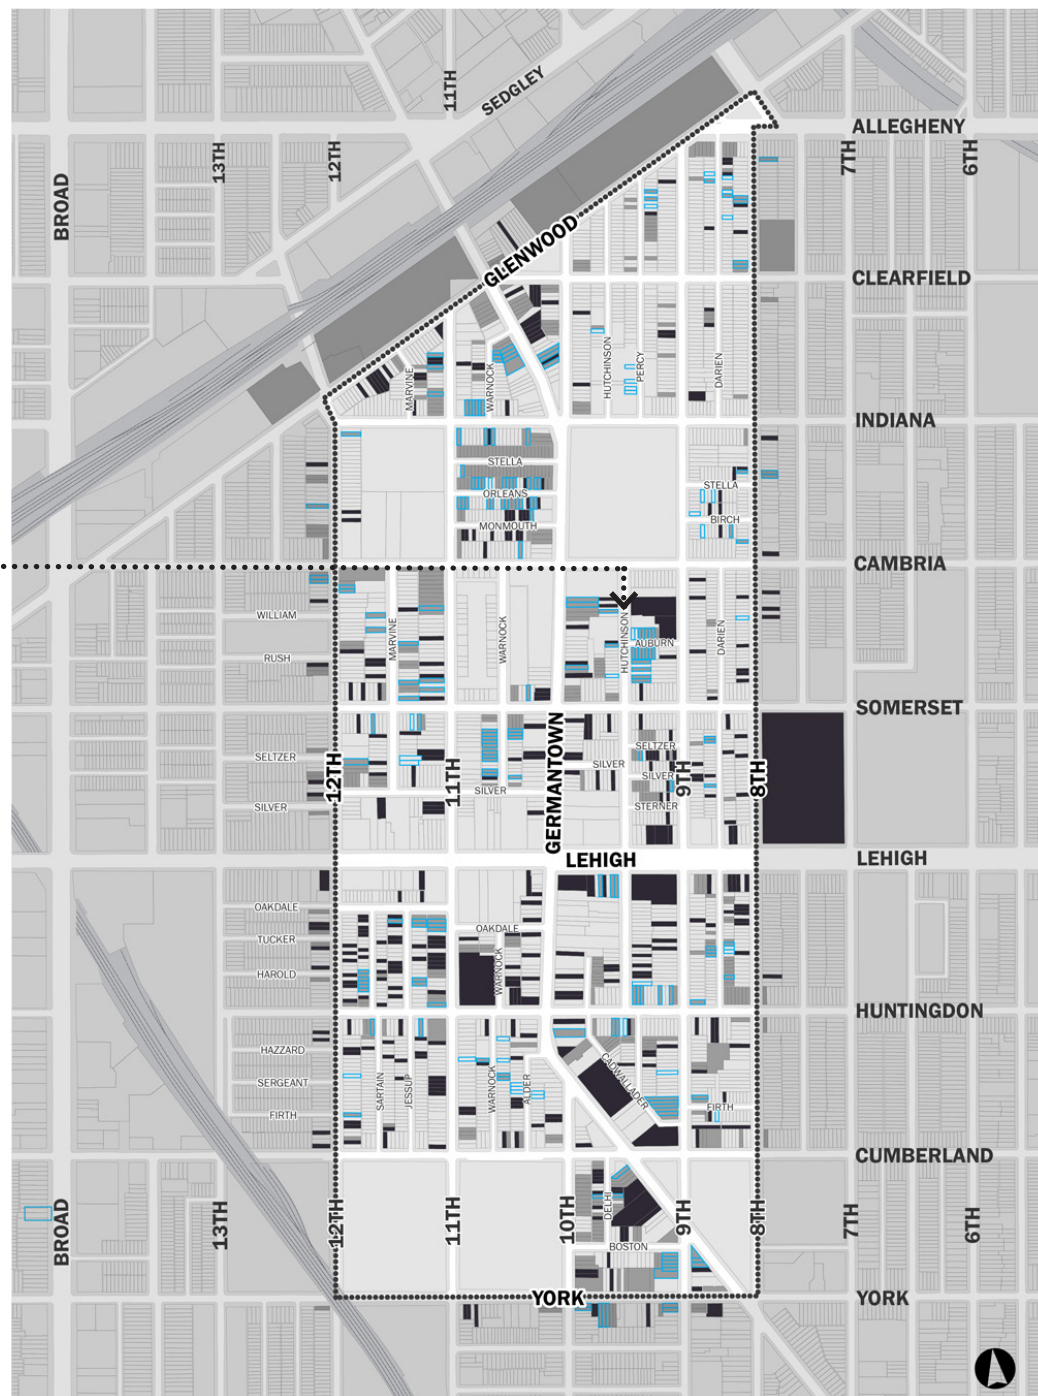 SEDGLEY
11TH
ALLEGHENY
13TH
12TH
7TH
6TH
BROAD
GLENWOOD
CLEARFIELD
HUTCHINSON
PERCY
DARIEN
MARVINE
WARNOCK
INDIANA
STELLA
STELLA
ORLEANS
BIRCH
MONMOUTH
CAMBRIA
WILLIAM
HUTCHINSON
WARNOCK
MARVINE
AUBURN
DARIEN
RUSH
SOMERSET
GERMANTOWN
SELTZER
SELTZER
SILVER
SILVER
9TH
8TH
12TH
11TH
SILVER
SILVER
STERNER
LEHIGH
LEHIGH
OAKDALE
OAKDALE
TUCKER
WARNOCK
HAROLD
HUNTINGDON
HAZZARD
SERGEANT
SARTAIN
JESSUP
WARNOCK
ALDER
CADWALLADER
FIRTH
FIRTH
CUMBERLAND
BROAD
13TH
12TH
11TH
10TH
DELHI
9TH
8TH
7TH
6TH
BOSTON
YORK
YORK